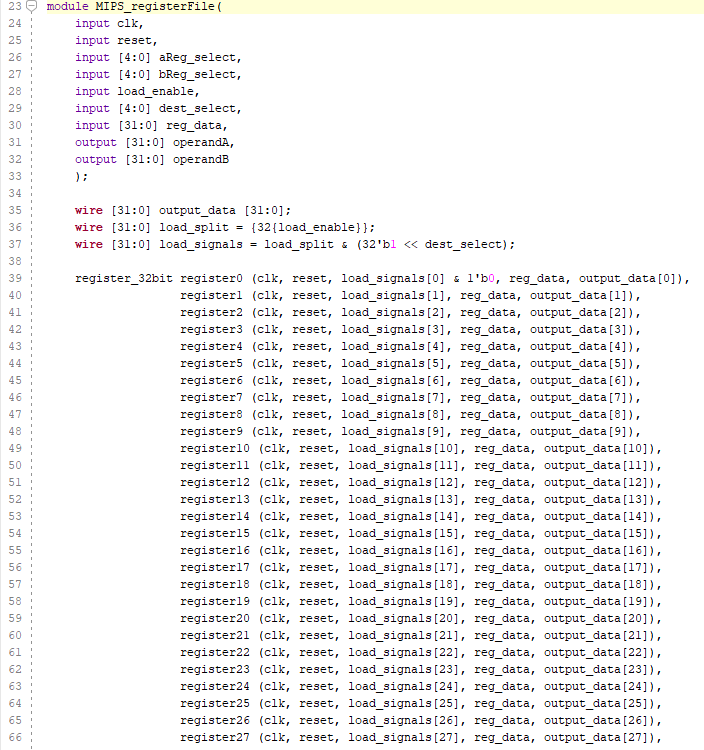 23 module MIPS_registerFile(
24 input clk,
25 input reset,
26 input [4:0] aReg_select,
27 input [4:0] bReg_select,
28 input load_enable,
29 input [4:0] dest_select,
30 input [31:0] reg_data,
31 output [31:0] operandA,
32 output [31:0] operandB
33 );
34
35 wire [31:0] output_data [31:0];
36 wire [31:0] load_split = {32{load_enable}};
37 wire [31:0] load_signals = load_split & (32'b1 << dest_select);
38
39 register_32bit register0 (clk, reset, load_signals[0] & 1'b0, reg_data, output_data[0]),
40 register1 (clk, reset, load_signals[1], reg_data, output_data[1]),
41 register2 (clk, reset, load_signals[2], reg_data, output_data[2]),
42 register3 (clk, reset, load_signals[3], reg_data, output_data[3]),
43 register4 (clk, reset, load_signals[4], reg_data, output_data[4]),
44 register5 (clk, reset, load_signals[5], reg_data, output_data[5]),
45 register6 (clk, reset, load_signals[6], reg_data, output_data[6]),
46 register7 (clk, reset, load_signals[7], reg_data, output_data[7]),
47 register8 (clk, reset, load_signals[8], reg_data, output_data[8]),
48 register9 (clk, reset, load_signals[9], reg_data, output_data[9]),
49 register10 (clk, reset, load_signals[10], reg_data, output_data[10]),
50 register11 (clk, reset, load_signals[11], reg_data, output_data[11]),
51 register12 (clk, reset, load_signals[12], reg_data, output_data[12]),
52 register13 (clk, reset, load_signals[13], reg_data, output_data[13]),
53 register14 (clk, reset, load_signals[14], reg_data, output_data[14]),
54 register15 (clk, reset, load_signals[15], reg_data, output_data[15]),
55 register16 (clk, reset, load_signals[16], reg_data, output_data[16]),
56 register17 (clk, reset, load_signals[17], reg_data, output_data[17]),
57 register18 (clk, reset, load_signals[18], reg_data, output_data[18]),
58 register19 (clk, reset, load_signals[19], reg_data, output_data[19]),
59 register20 (clk, reset, load_signals[20], reg_data, output_data[20]),
60 register21 (clk, reset, load_signals[21], reg_data, output_data[21]),
61 register22 (clk, reset, load_signals[22], reg_data, output_data[22]),
62 register23 (clk, reset, load_signals[23], reg_data, output_data[23]),
63 register24 (clk, reset, load_signals[24], reg_data, output_data[24]),
64 register25 (clk, reset, load_signals[25], reg_data, output_data[25]),
65 register26 (clk, reset, load_signals[26], reg_data, output_data[26]),
66 register27 (clk, reset, load_signals[27], reg_data, output_data[27]),